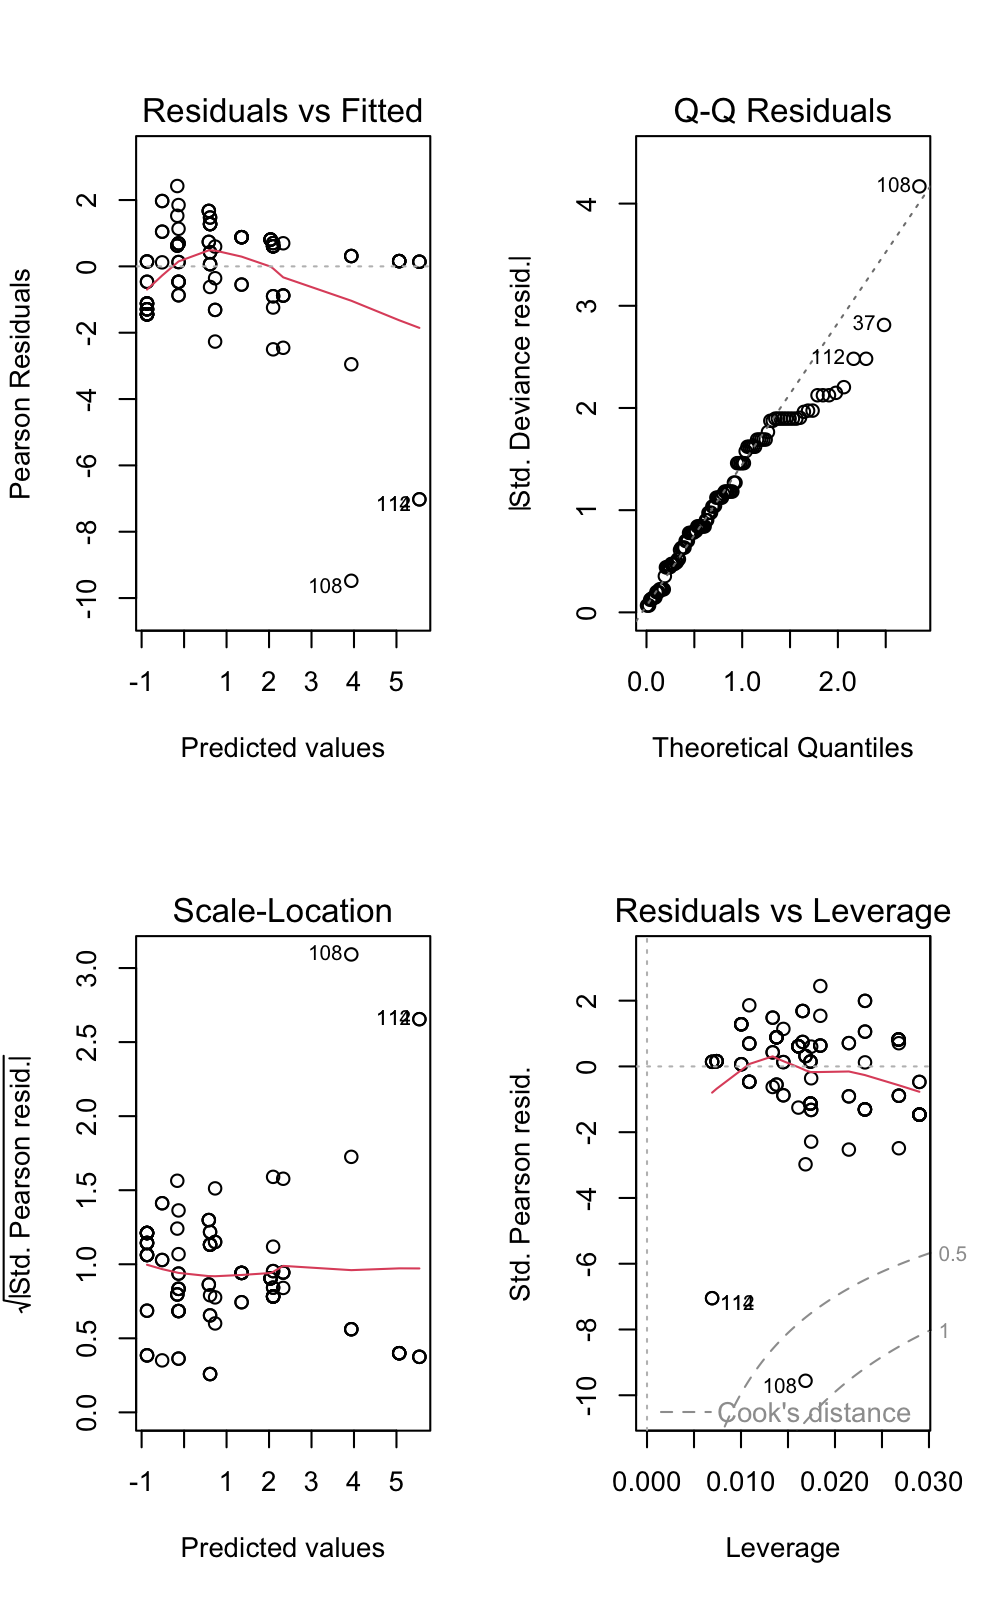 Residuals vs Fitted
Pearson Residuals
2
0
-2
-4
-6
-8
-10
108
-1 1 2 3 4 5
Predicted values
Q-Q Residuals
|Std. Deviance resid.|
4
3
2
1
0
108
37
112
0.0 1.0 2.0
Theoretical Quantiles
Scale-Location
√|Std. Pearson resid.|
3.0
2.5
2.0
1.5
1.0
0.5
0.0
108
-1 1 2 3 4 5
Predicted values
Residuals vs Leverage
Std. Pearson resid.
2
0
-2
-4
-6
-8
-10
0.5
1
108
Cook's distance
0.000 0.010 0.020 0.030
Leverage